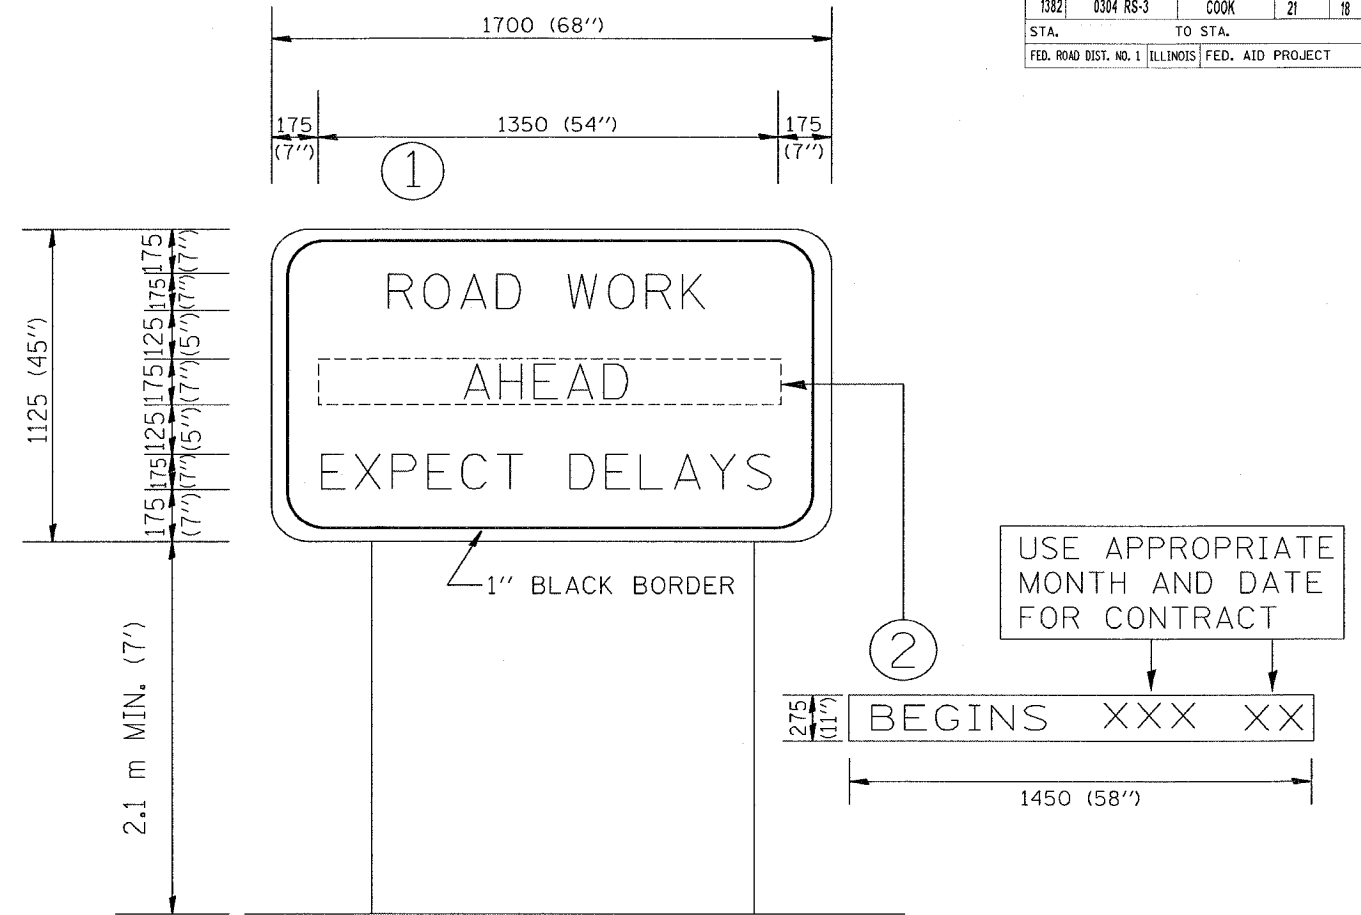 1382 0304 RS-3 COOK 21 18
STA. TO STA.
FED. ROAD DIST. NO. 1 ILLINOIS FED. AID PROJECT
1700 (68'')
175 (7'')
1350 (54'')
175 (7'')
1
1125 (45'')
175 (7'')
175 (7'')
125 (5'')
175 (7'')
125 (5'')
175 (7'')
175 (7'')
ROAD WORK
AHEAD
EXPECT DELAYS
1'' BLACK BORDER
2.1 m MIN. (7')
2
USE APPROPRIATE
MONTH AND DATE
FOR CONTRACT
275 (11'')
BEGINS XXX XX
1450 (58'')